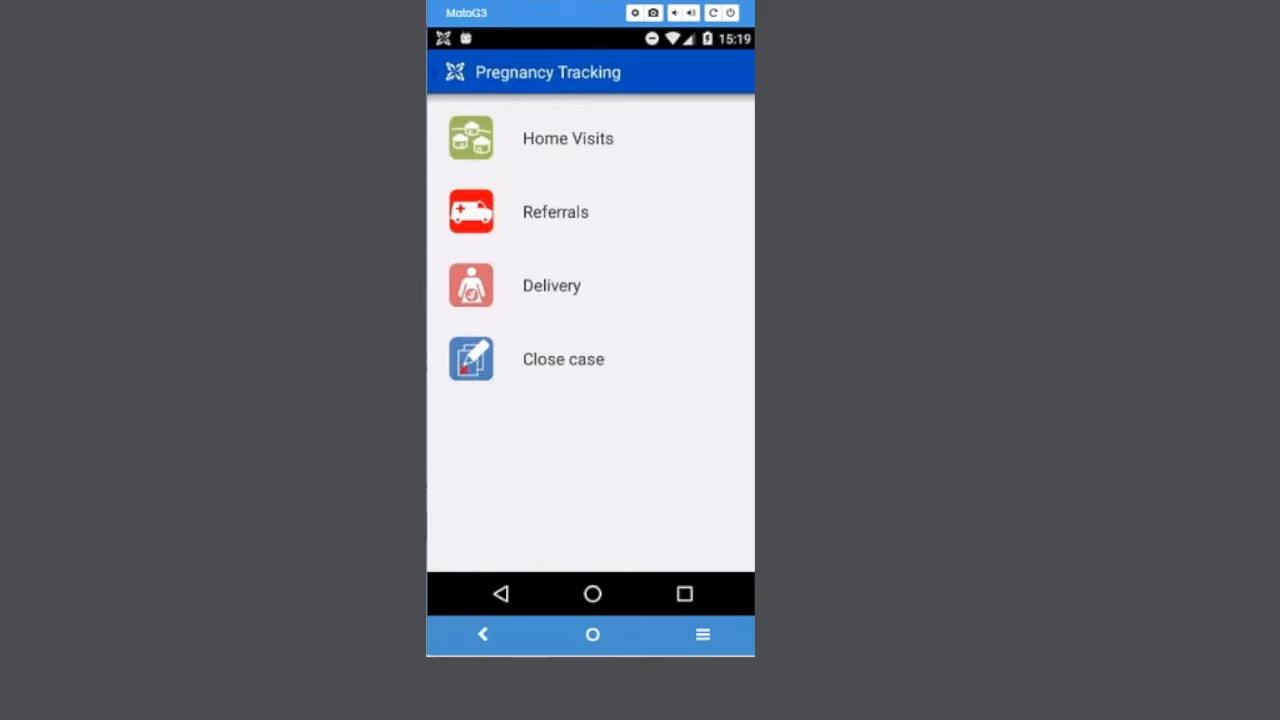 MotoG3
15:19
Pregnancy Tracking
Home Visits
Referrals
Delivery
Close case